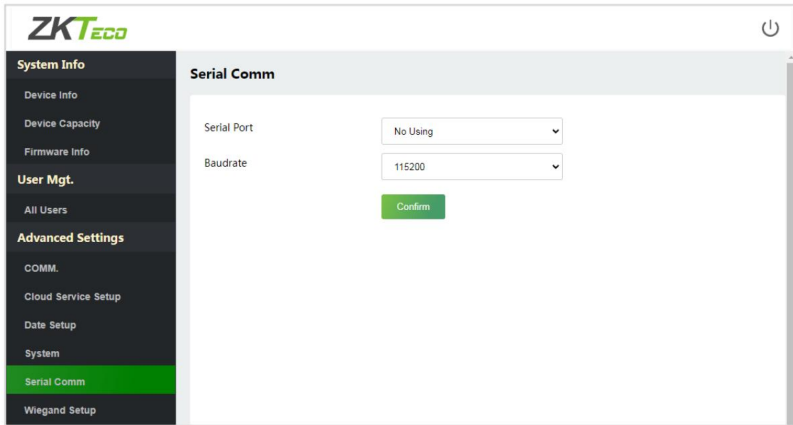 ZKTeco
System Info
Device Info
Device Capacity
Firmware Info
User Mgt.
All Users
Advanced Settings
COMM.
Cloud Service Setup
Date Setup
System
Serial Comm
Wiegand Setup
Serial Comm
Serial Port No Using
Baudrate 115200
Confirm